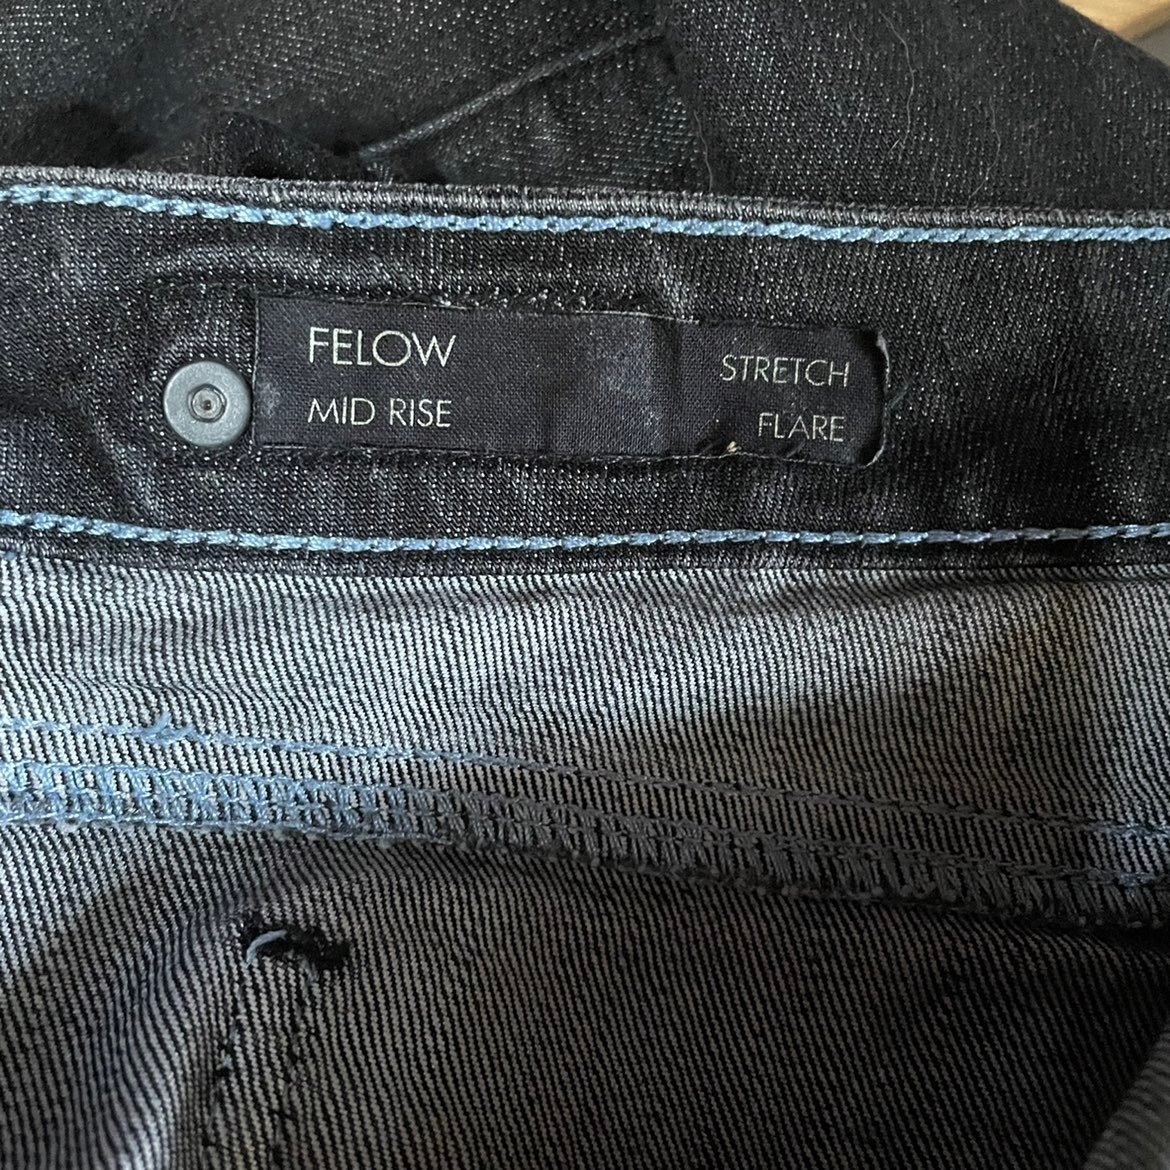 FELOW
MID RISE
STRETCH
FLARE